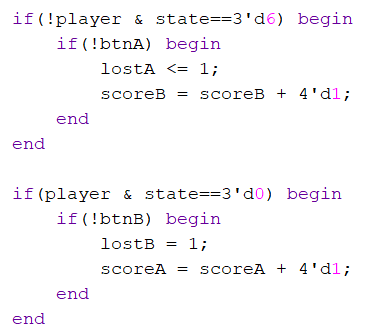 if(!player & state==3'd6) begin
    if(!btnA) begin
        lostA <= 1;
        scoreB = scoreB + 4'd1;
    end
end

if(player & state==3'd0) begin
    if(!btnB) begin
        lostB = 1;
        scoreA = scoreA + 4'd1;
    end
end